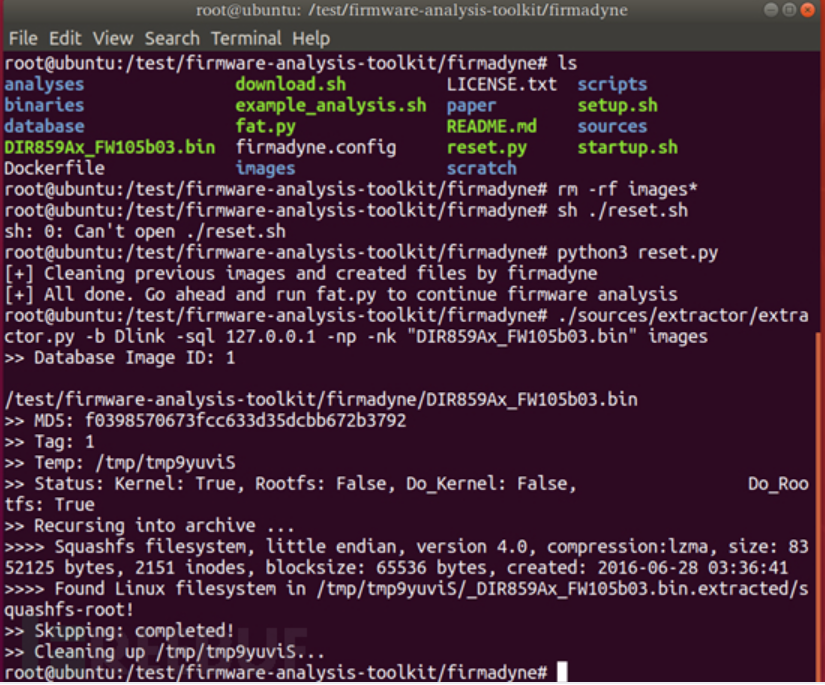 root@ubuntu: /test/firmware-analysis-toolkit/firmadyne
File Edit View Search Terminal Help
root@ubuntu:/test/firmware-analysis-toolkit/firmadyne# ls
analyses download.sh LICENSE.txt scripts
binaries example_analysis.sh paper setup.sh
database fat.py README.md sources
DIR859Ax_FW105b03.bin firmadyne.config reset.py startup.sh
Dockerfile images scratch
root@ubuntu:/test/firmware-analysis-toolkit/firmadyne# rm -rf images*
root@ubuntu:/test/firmware-analysis-toolkit/firmadyne# sh ./reset.sh
sh: 0: Can't open ./reset.sh
root@ubuntu:/test/firmware-analysis-toolkit/firmadyne# python3 reset.py
[+] Cleaning previous images and created files by firmadyne
[+] All done. Go ahead and run fat.py to continue firmware analysis
root@ubuntu:/test/firmware-analysis-toolkit/firmadyne# ./sources/extractor/extra
ctor.py -b Dlink -sql 127.0.0.1 -np -nk "DIR859Ax_FW105b03.bin" images
>> Database Image ID: 1
/test/firmware-analysis-toolkit/firmadyne/DIR859Ax_FW105b03.bin
>> MD5: f0398570673fcc633d35dcbb672b3792
>> Tag: 1
>> Temp: /tmp/tmp9yuviS
>> Status: Kernel: True, Rootfs: False, Do_Kernel: False, Do_Roo
tfs: True
>> Recursing into archive ...
>>>> Squashfs filesystem, little endian, version 4.0, compression:lzma, size: 83
52125 bytes, 2151 inodes, blocksize: 65536 bytes, created: 2016-06-28 03:36:41
>>>> Found Linux filesystem in /tmp/tmp9yuviS/_DIR859Ax_FW105b03.bin.extracted/s
quashfs-root!
>> Skipping: completed!
>> Cleaning up /tmp/tmp9yuviS...
root@ubuntu:/test/firmware-analysis-toolkit/firmadyne#